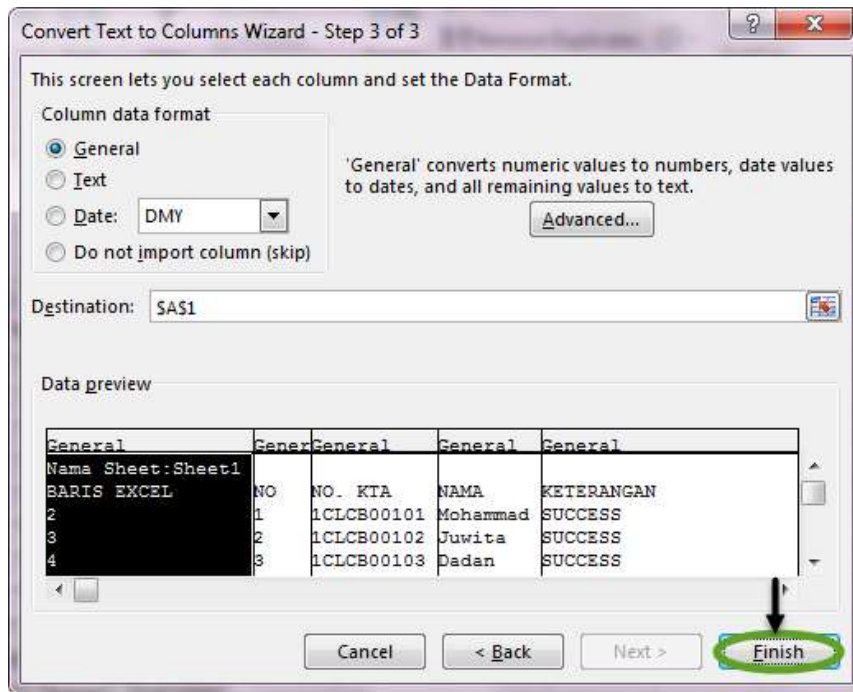 Convert Text to Columns Wizard - Step 3 of 3
?
This screen lets you select each column and set the Data Format.
Column data format
General
Text
Date: DMY
Do not import column (skip)
'General' converts numeric values to numbers, date values
to dates, and all remaining values to text.
Advanced...
Destination: $A$1
Data preview
General GenerGeneral General General
Nama Sheet:Sheet1
BARIS EXCEL NO NO. KTA NAMA KETERANGAN
2 1 1CLCB00101 Mohammad SUCCESS
3 2 1CLCB00102 Juwita SUCCESS
4 3 1CLCB00103 Dadan SUCCESS
Cancel < Back Next > Finish